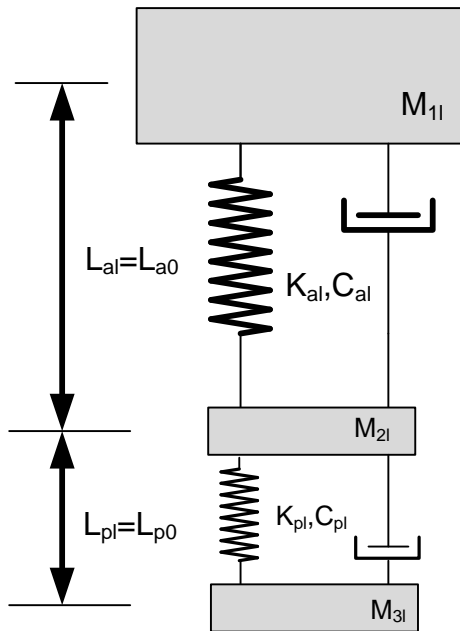 M₁ₗ
Lₐₗ=Lₐ₀
Kₐₗ,Cₐₗ
M₂ₗ
Kₚₗ,Cₚₗ
Lₚₗ=Lₚ₀
M₃ₗ